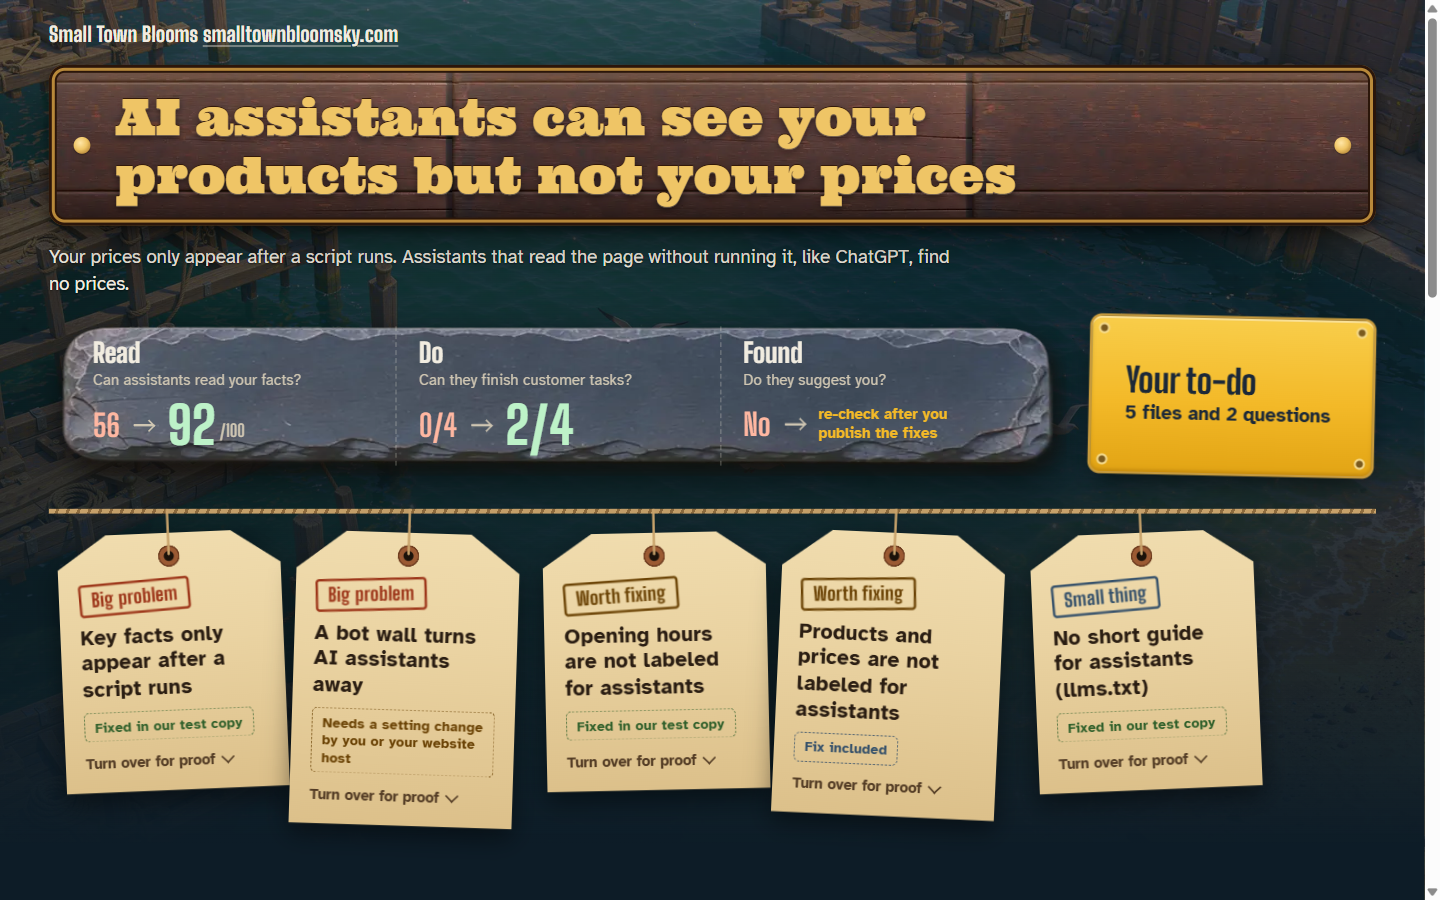 Small Town Blooms smalltownbloomsky.com
AI assistants can see your
products but not your prices
Your prices only appear after a script runs. Assistants that read the page without running it, like ChatGPT, find
no prices.
Read
Can assistants read your facts?
56 → 92 /100
Do
Can they finish customer tasks?
0/4 → 2/4
Found
Do they suggest you?
No → re-check after you
publish the fixes
Your to-do
5 files and 2 questions
Big problem
Key facts only
appear after a
script runs
Fixed in our test copy
Turn over for proof
Big problem
A bot wall turns
AI assistants
away
Needs a setting change
by you or your website
host
Turn over for proof
Worth fixing
Opening hours
are not labeled
for assistants
Fixed in our test copy
Turn over for proof
Worth fixing
Products and
prices are not
labeled for
assistants
Fix included
Turn over for proof
Small thing
No short guide
for assistants
(llms.txt)
Fixed in our test copy
Turn over for proof